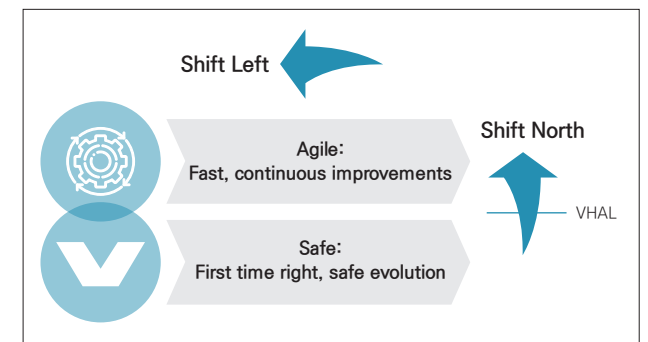 Shift Left
Agile:
Fast, continuous improvements
Shift North
VHAL
Safe:
First time right, safe evolution